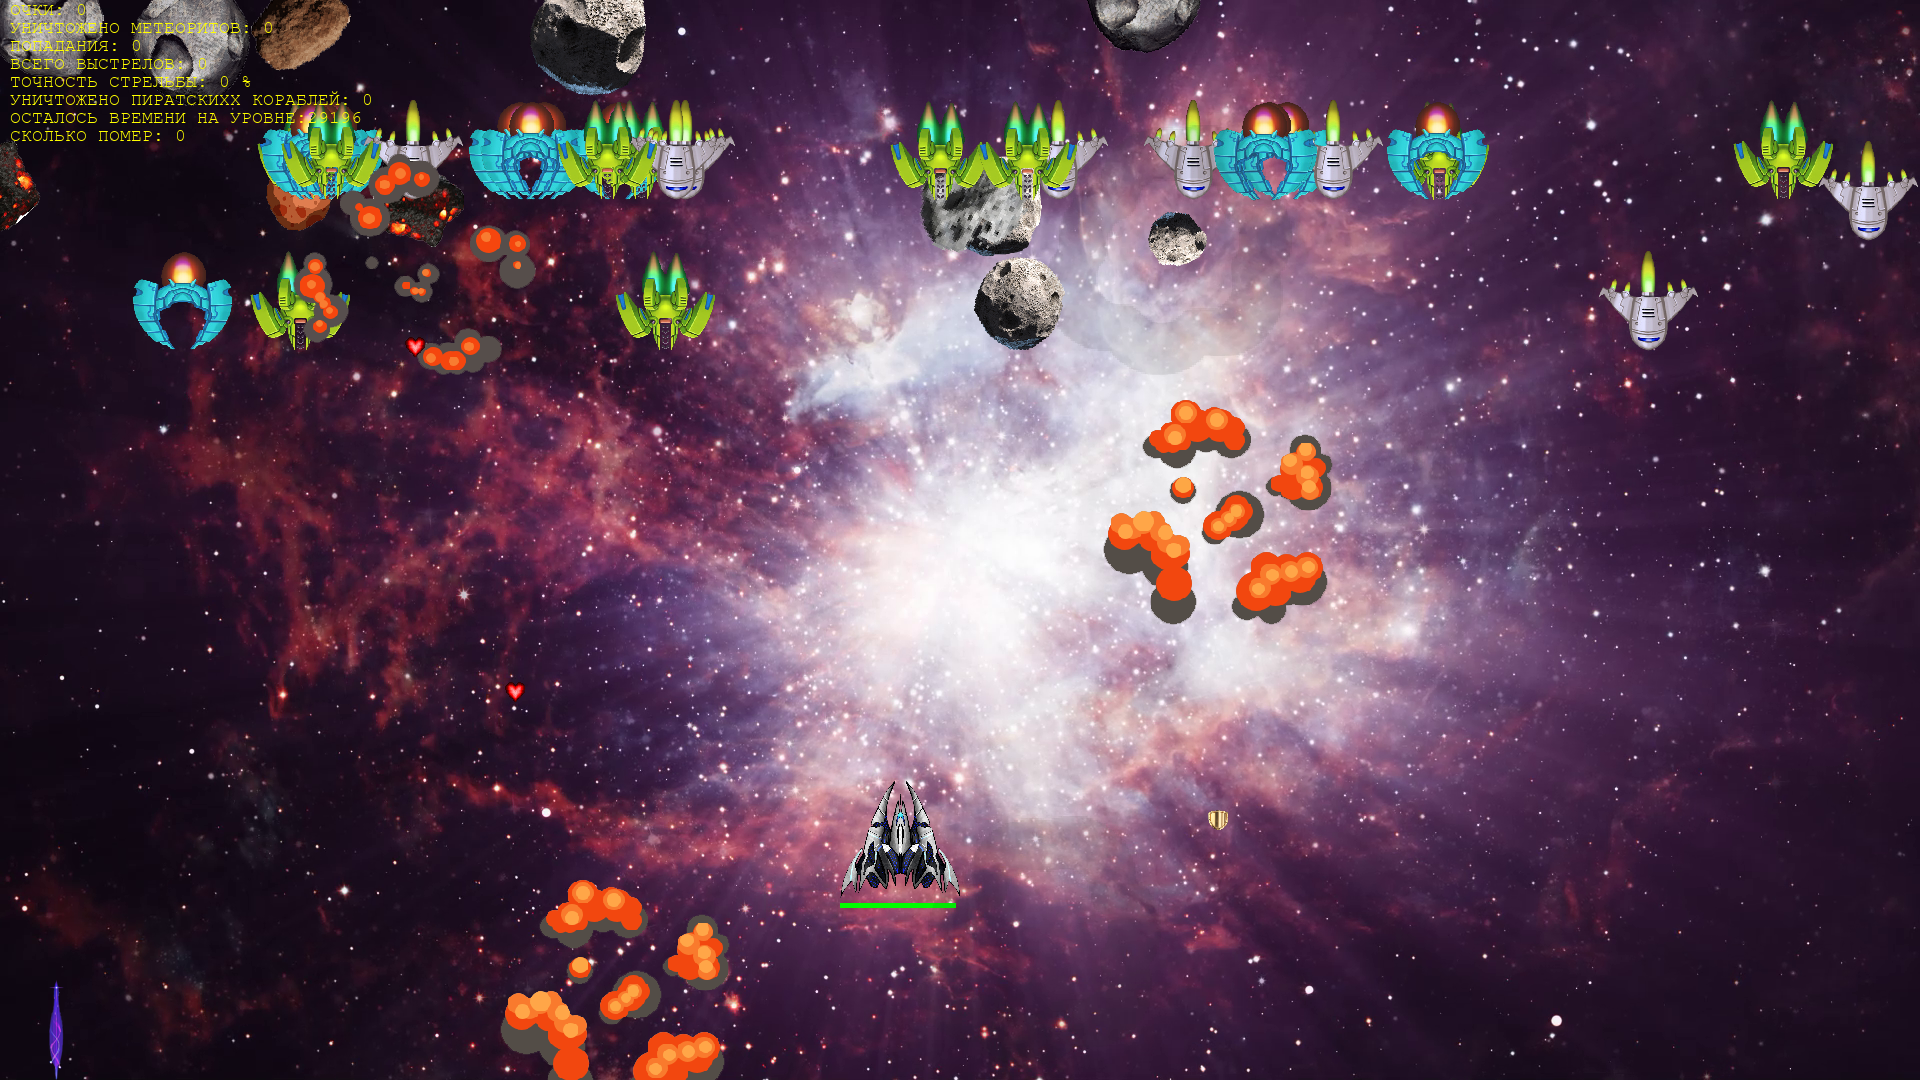 ОЧКИ: 0
УНИЧТОЖЕНО МЕТЕОРИТОВ: 0
ПОПАДАНИЯ: 0
ВСЕГО ВЫСТРЕЛОВ: 0
ТОЧНОСТЬ СТРЕЛЬБЫ: 0 %
УНИЧТОЖЕНО ПИРАТСКИХХ КОРАБЛЕЙ: 0
ОСТАЛОСЬ ВРЕМЕНИ НА УРОВНЕ:29196
СКОЛЬКО ПОМЕР: 0